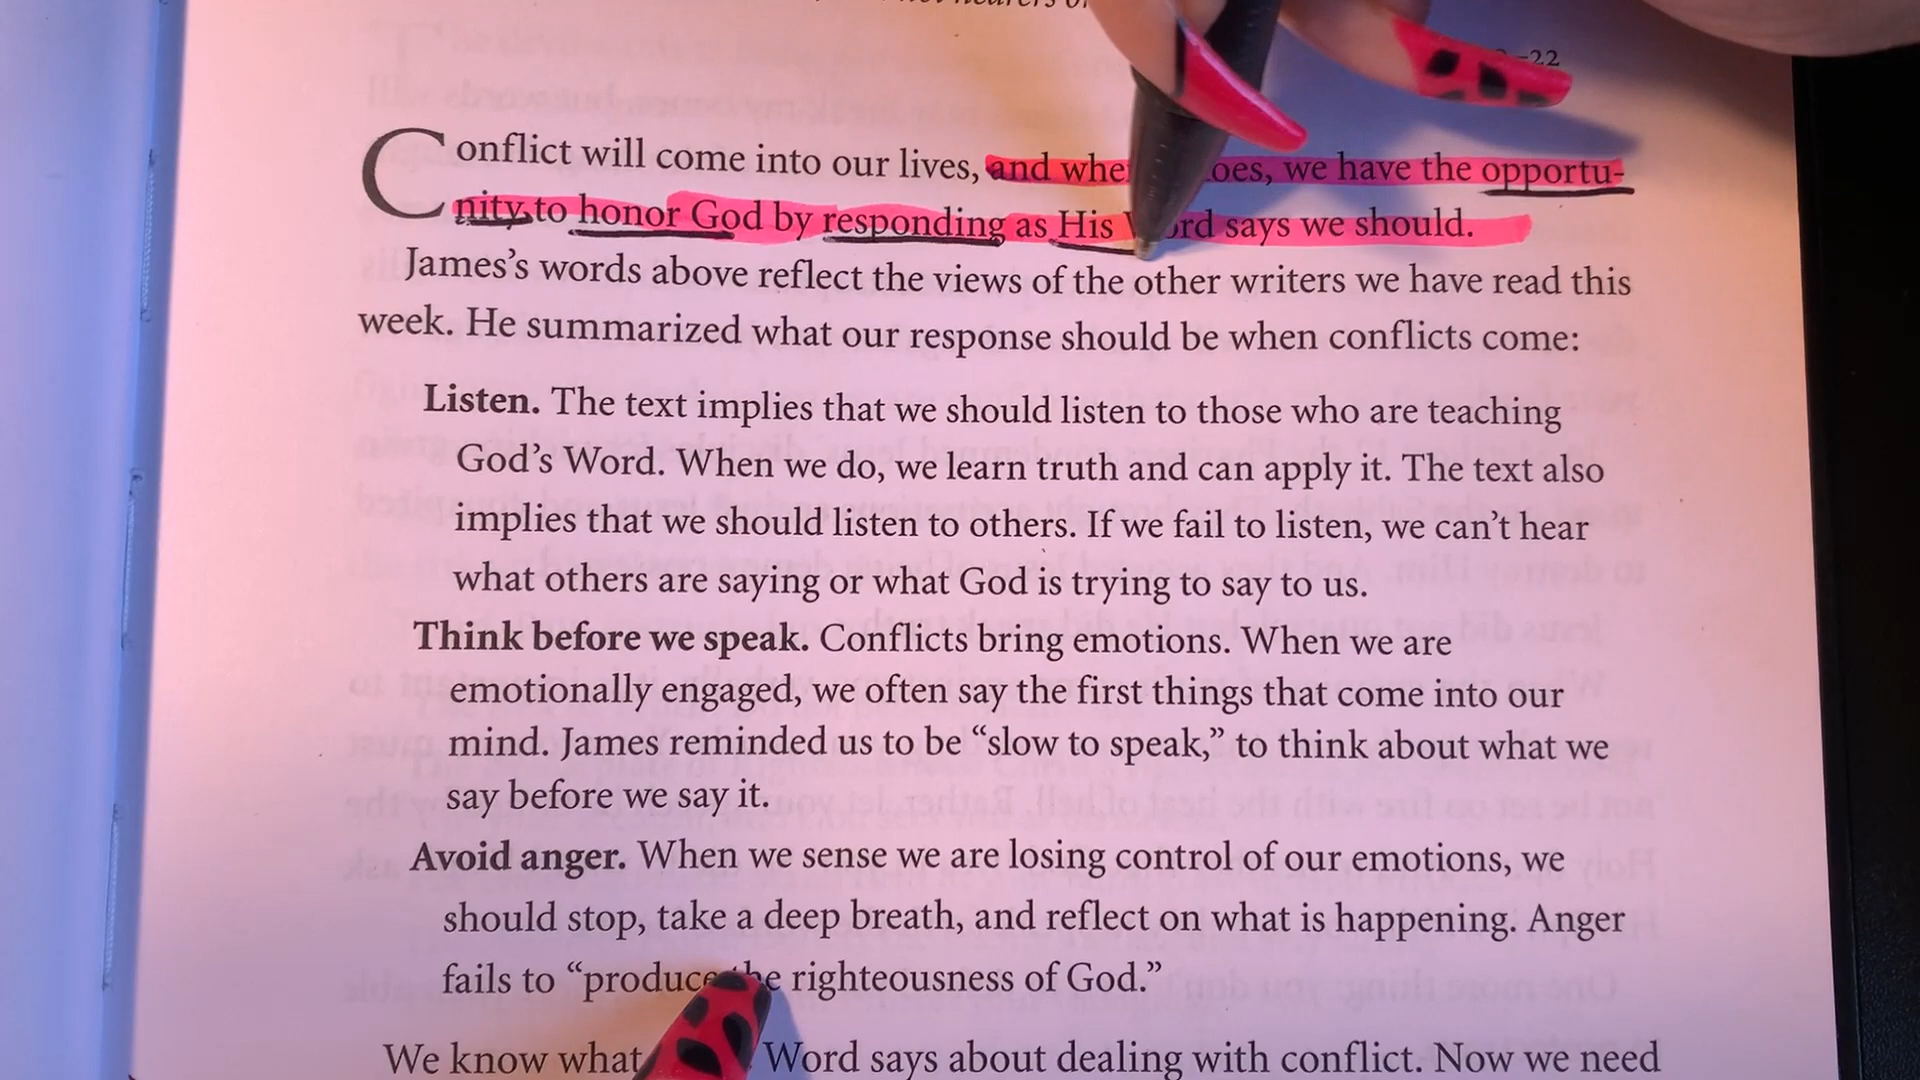 -22
Conflict will come into our lives, and we have the opportu-
nity to honor God by responding as His says we should.
James's words above reflect the views of the other writers we have read this
week. He summarized what our response should be when conflicts come:
Listen. The text implies that we should listen to those who are teaching
God's Word. When we do, we learn truth and can apply it. The text also
implies that we should listen to others. If we fail to listen, we can't hear
what others are saying or what God is trying to say to us.
Think before we speak. Conflicts bring emotions. When we are
emotionally engaged, we often say the first things that come into our
mind. James reminded us to be “slow to speak,” to think about what we
say before we say it.
Avoid anger. When we sense we are losing control of our emotions, we
should stop, take a deep breath, and reflect on what is happening. Anger
fails to “produce the righteousness of God.”
We know what Word says about dealing with conflict. Now we need